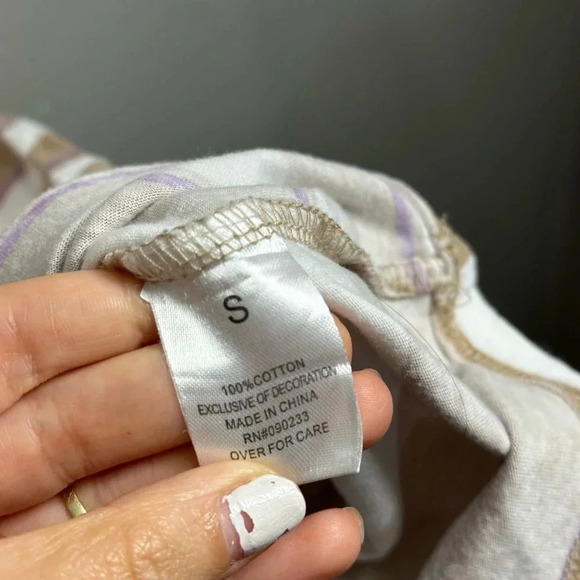 S
100%COTTON
EXCLUSIVE OF DECORATION
MADE IN CHINA
RN#090233
OVER FOR CARE